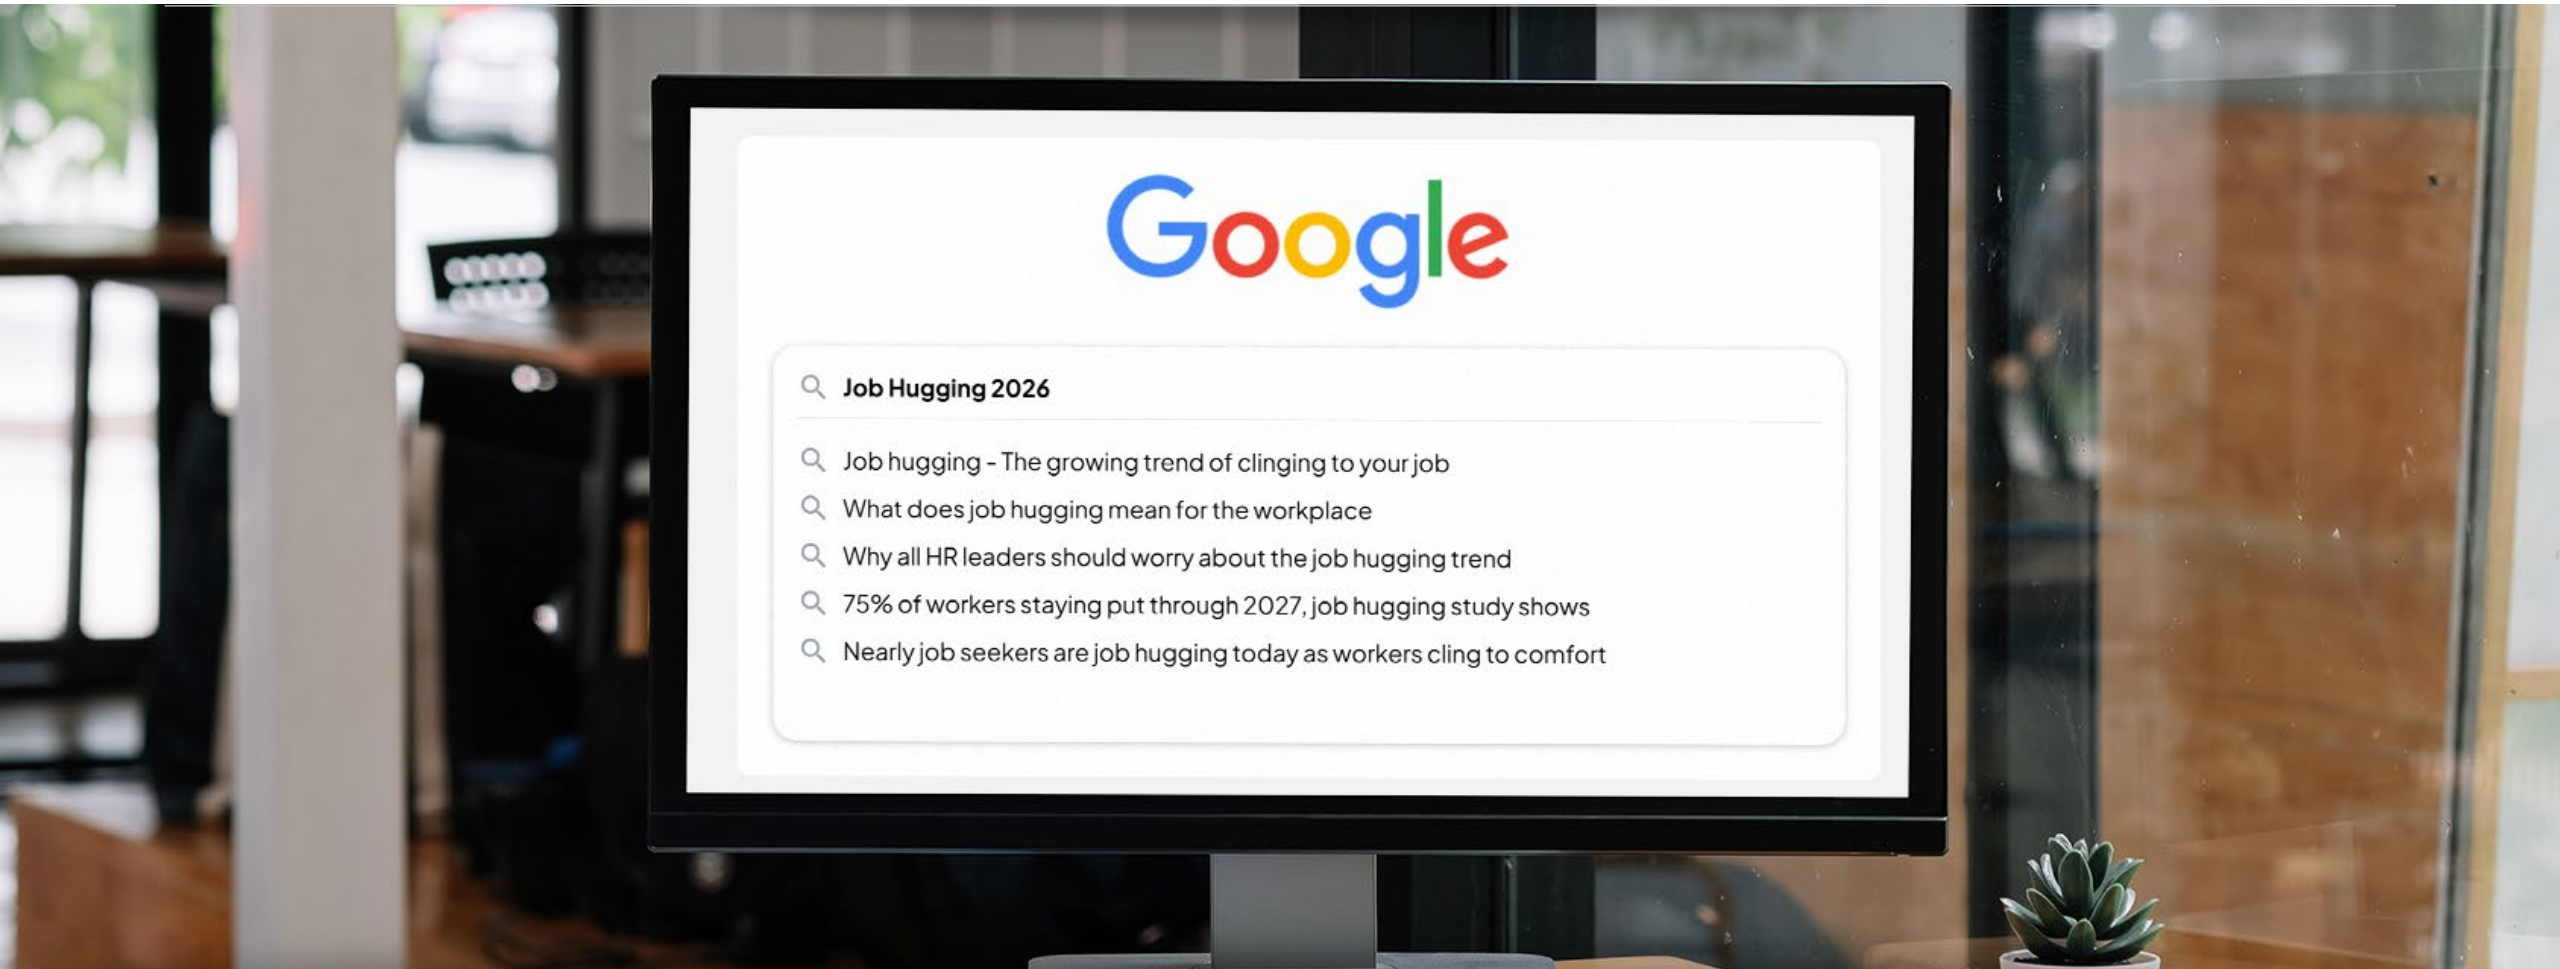 Google
Job Hugging 2026
Job hugging - The growing trend of clinging to your job
What does job hugging mean for the workplace
Why all HR leaders should worry about the job hugging trend
75% of workers staying put through 2027, job hugging study shows
Nearly job seekers are job hugging today as workers cling to comfort